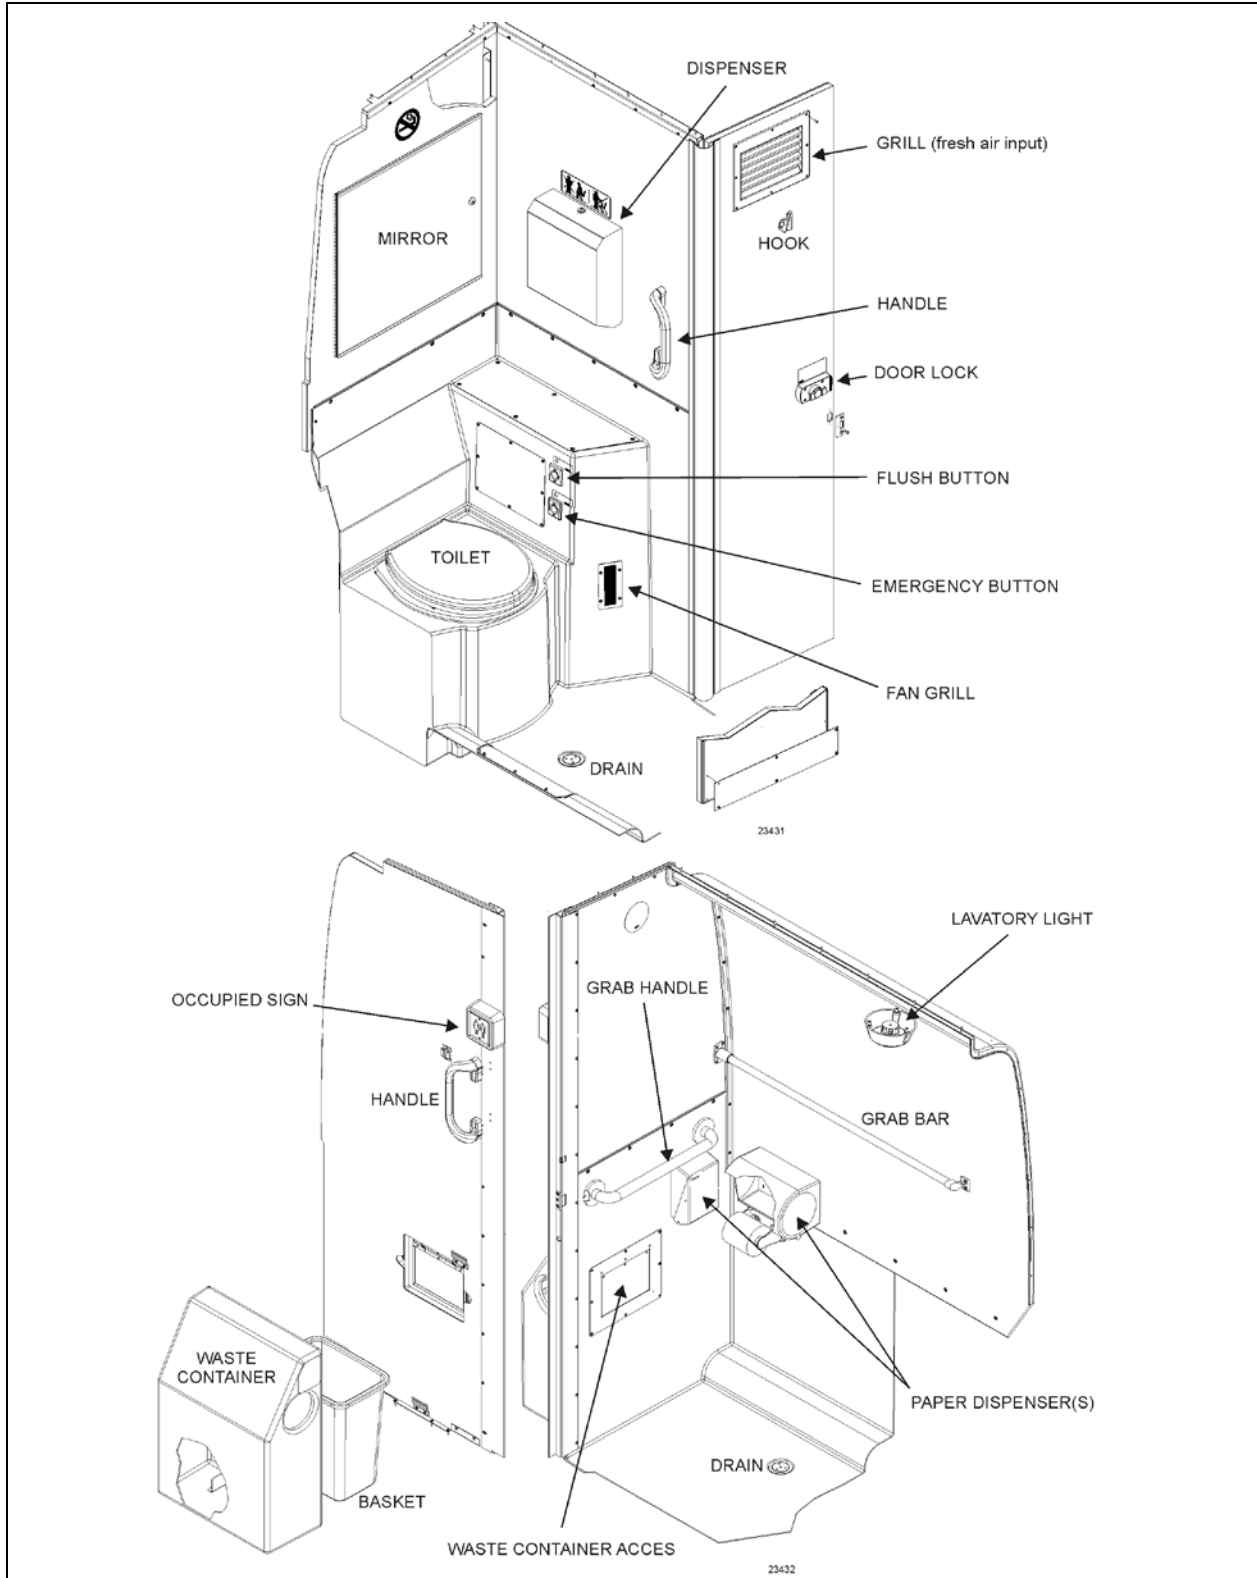 DISPENSER
GRILL (fresh air input)
MIRROR
HOOK
HANDLE
DOOR LOCK
FLUSH BUTTON
TOILET
EMERGENCY BUTTON
FAN GRILL
DRAIN
23431
LAVATORY LIGHT
GRAB HANDLE
OCCUPIED SIGN
HANDLE
GRAB BAR
WASTE
CONTAINER
PAPER DISPENSER(S)
DRAIN
BASKET
WASTE CONTAINER ACCES
23432